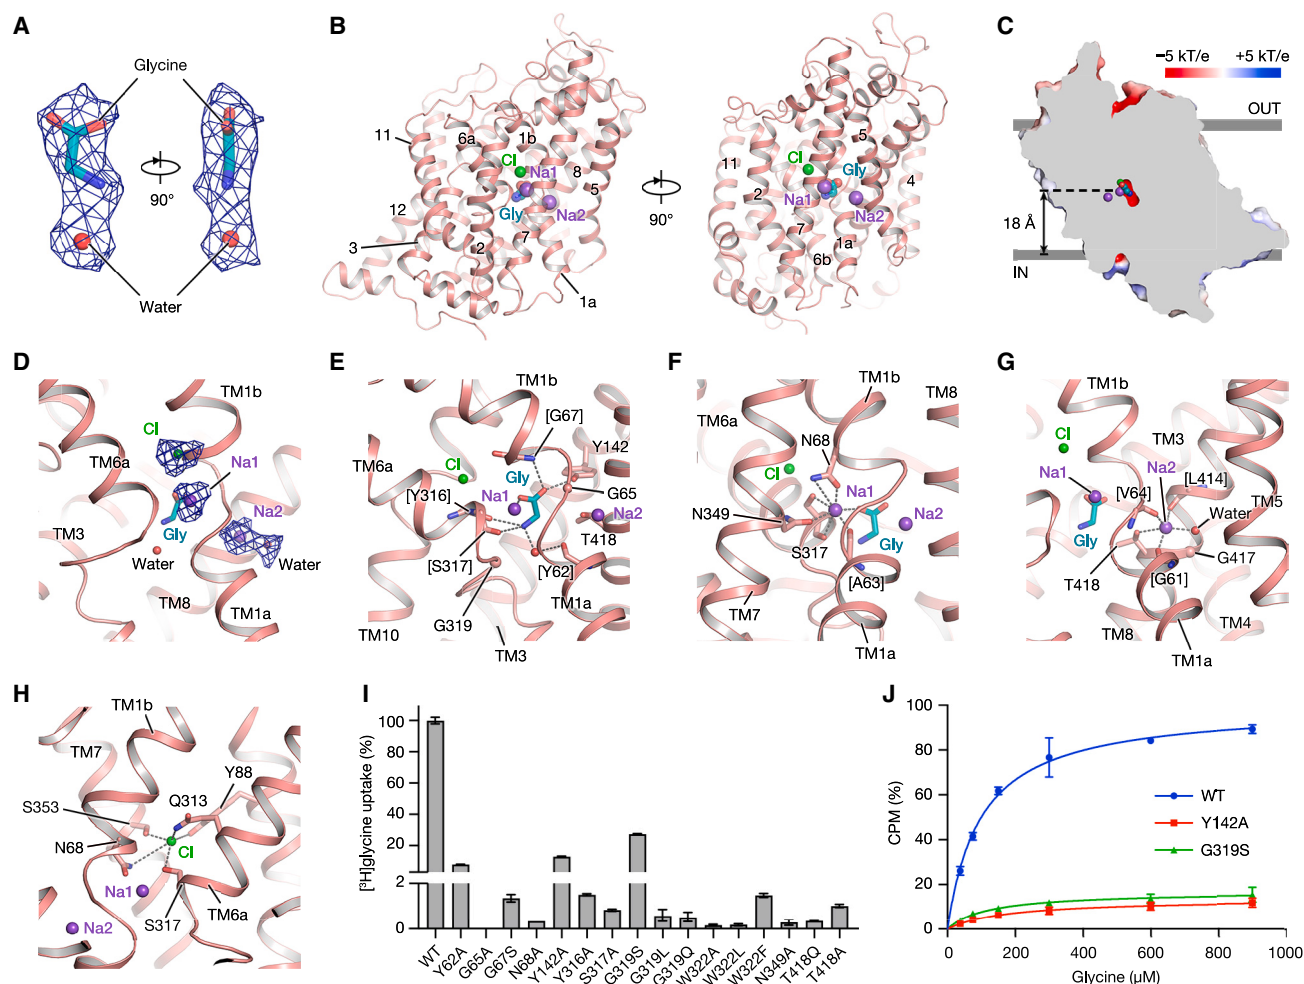 A
Glycine
90°
Water
B
11
6a
1b
Cl
Na1
8
5
Gly
Na2
12
3
2
7
1a
90°
5
11
Cl
Gly
2
4
Na1
Na2
7
1a
6b
C
−5 kT/e +5 kT/e
OUT
18 Å
IN
D
TM1b
Cl
TM6a
Na1
Na2
TM3
Gly
Water
Water
TM8
TM1a
E
TM1b
[G67]
Y142
TM6a
Cl
Gly
[Y316]
Na1
G65
Na2
T418
[S317]
[Y62]
G319
TM1a
TM10
TM3
F
TM1b
TM8
TM6a
N68
Cl
Na1
N349
Na2
S317
Gly
[A63]
TM7
TM1a
G
TM1b
Cl
TM3
Na1
Na2
[L414]
[V64]
TM5
Water
Gly
G417
T418
[G61]
TM8
TM4
TM1a
H
TM1b
TM7
Y88
S353
Q313
N68
Cl
Na1
TM6a
S317
Na2
I
[³H]glycine uptake (%)
100
80
60
40
20
2
0
WT
Y62A
G65A
G67S
N68A
Y142A
Y316A
S317A
G319S
G319L
G319Q
W322A
W322L
W322F
N349A
T418Q
T418A
J
CPM (%)
100
80
60
40
20
0
WT
Y142A
G319S
0 200 400 600 800 1000
Glycine (µM)